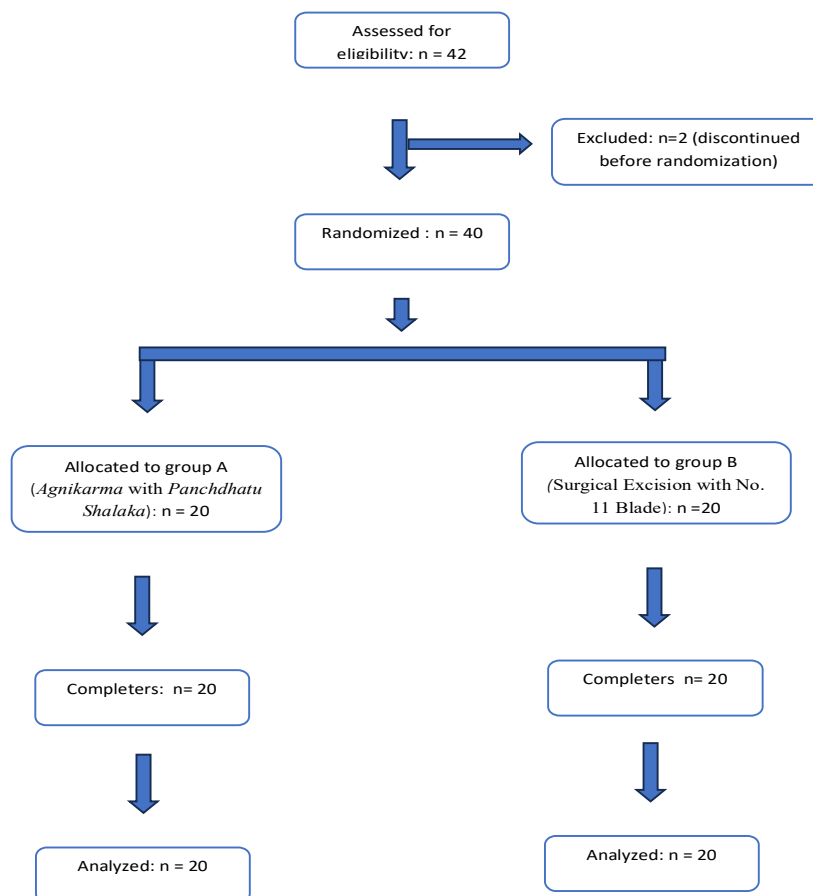 Assessed for
eligibility: n = 42
Excluded: n=2 (discontinued
before randomization)
Randomized : n = 40
Allocated to group A
(Agnikarma with Panchdhatu
Shalaka): n = 20
Allocated to group B
(Surgical Excision with No.
11 Blade): n =20
Completers: n= 20
Completers n= 20
Analyzed: n = 20
Analyzed: n = 20